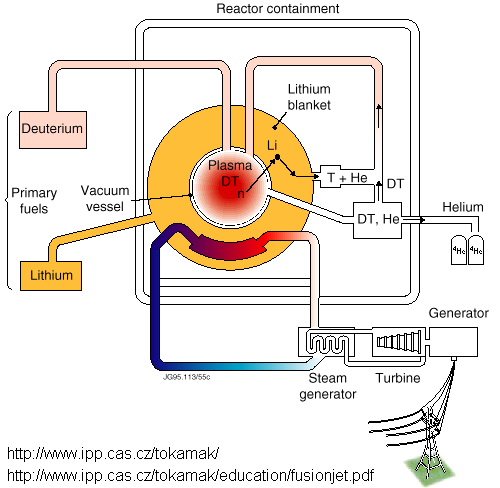 Reactor containment
Deuterium
Primary
fuels
Lithium
Vacuum
vessel
Plasma
DT
n
Li
Lithium
blanket
T + He
DT
DT, He
Helium
4He
4He
Steam
generator
Turbine
Generator
JG95.113/55c
http://www.ipp.cas.cz/tokamak/
http://www.ipp.cas.cz/tokamak/education/fusionjet.pdf